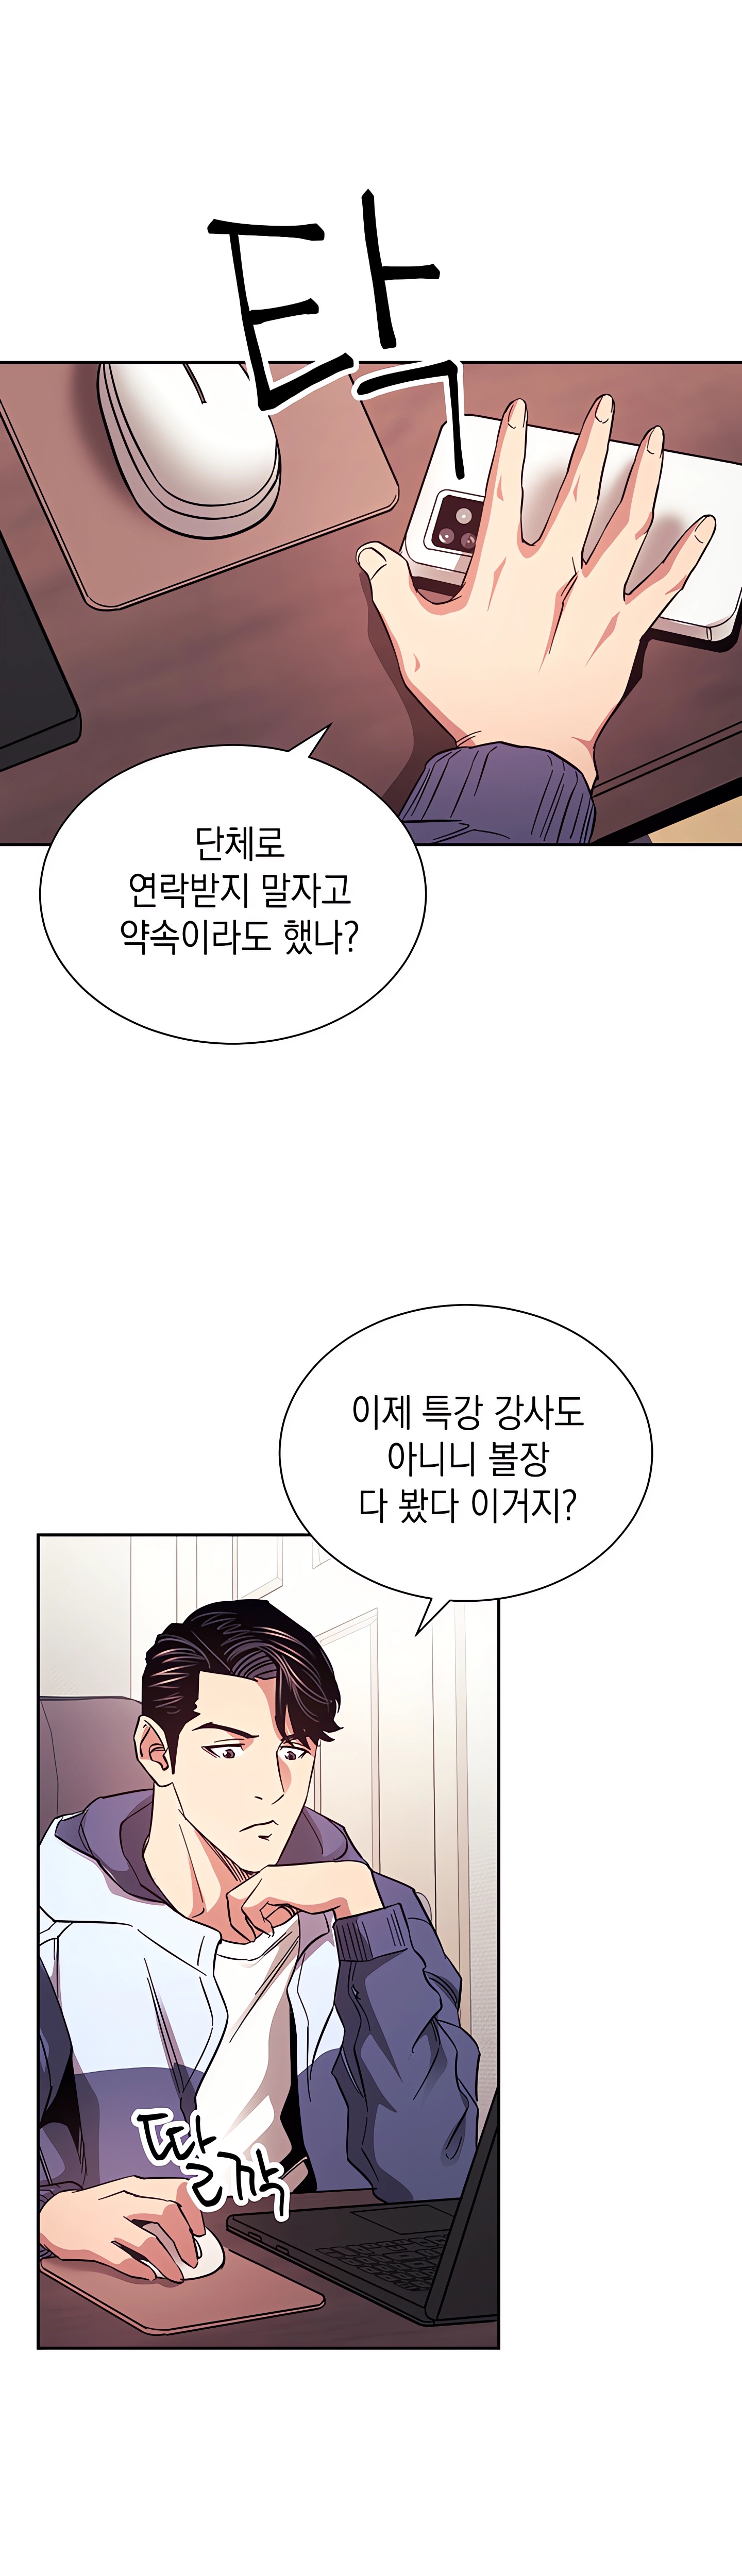 탁
단체로
연락받지 말자고
약속이라도 했나?
이제 특강 강사도
아니니 볼장
다 봤다 이거지?
딸깍